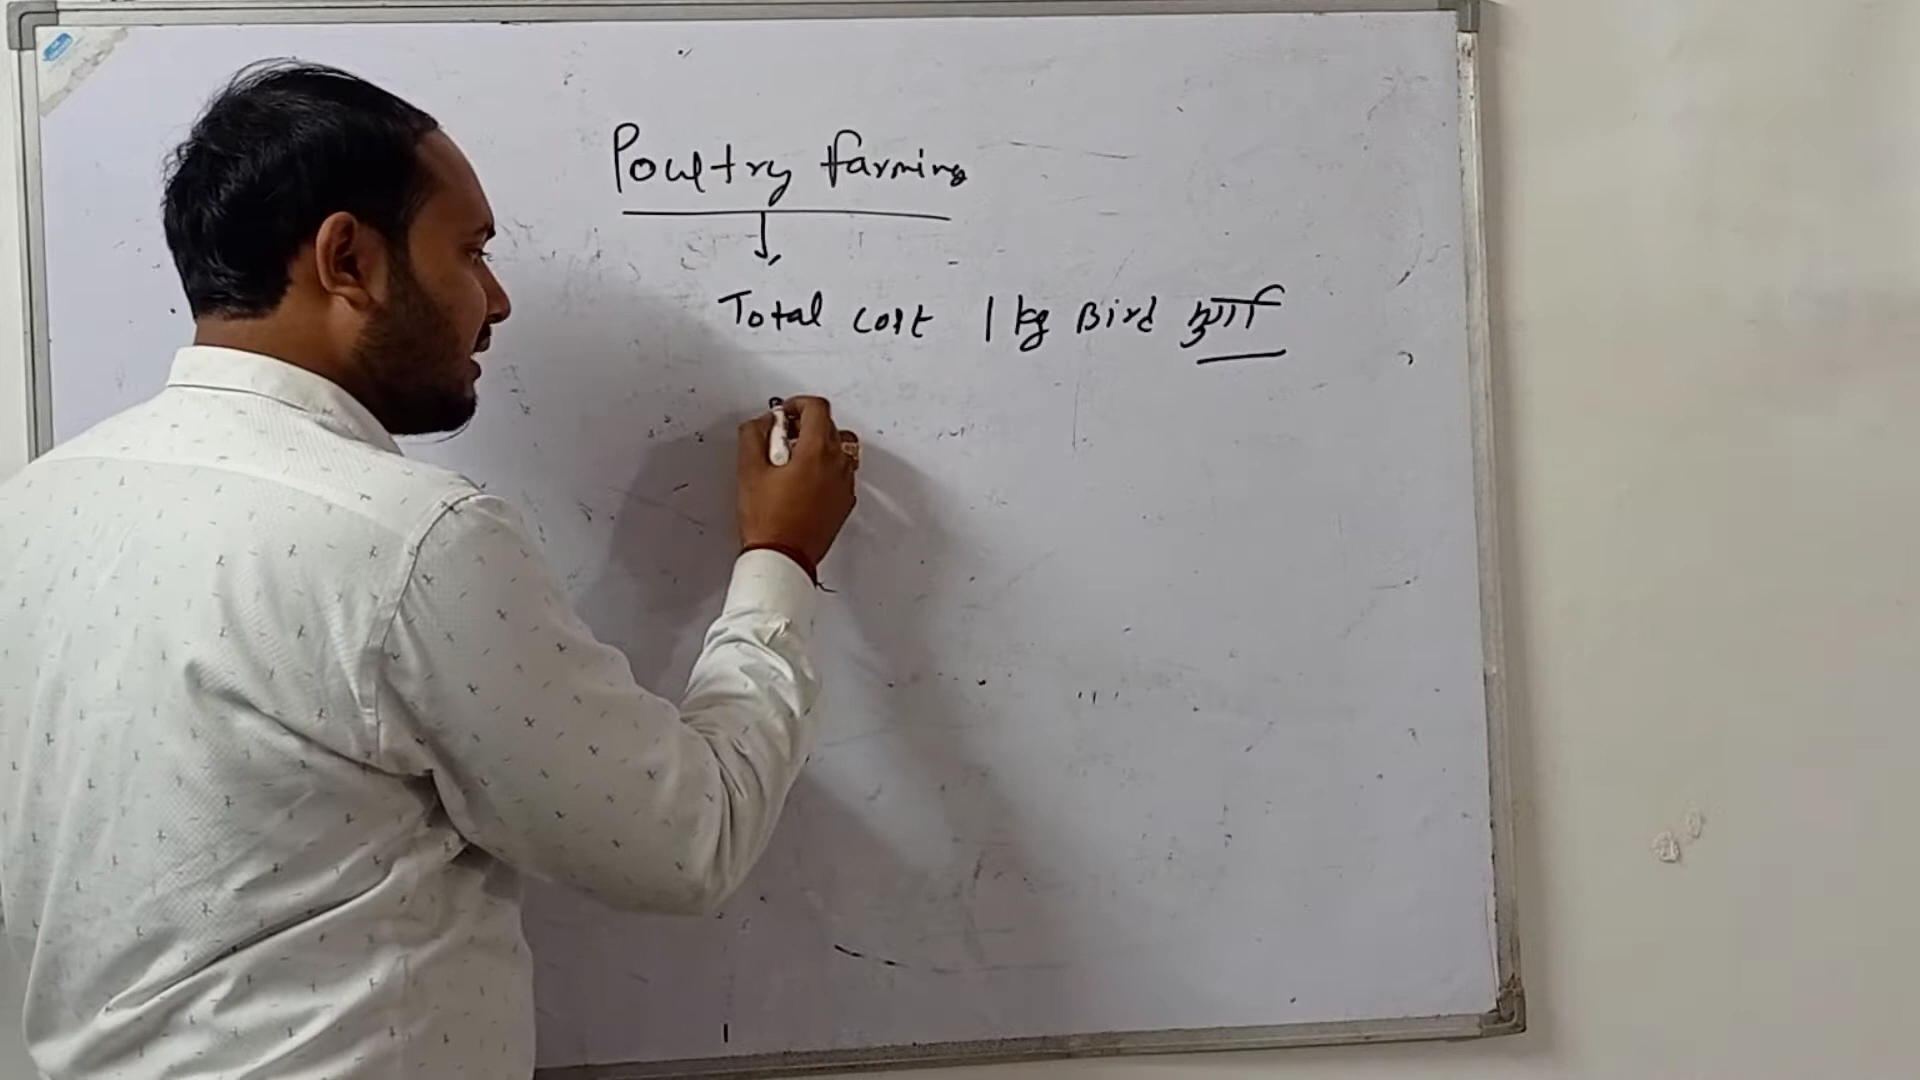 Poultry farming
Total cost 1 kg Bird मुर्गा